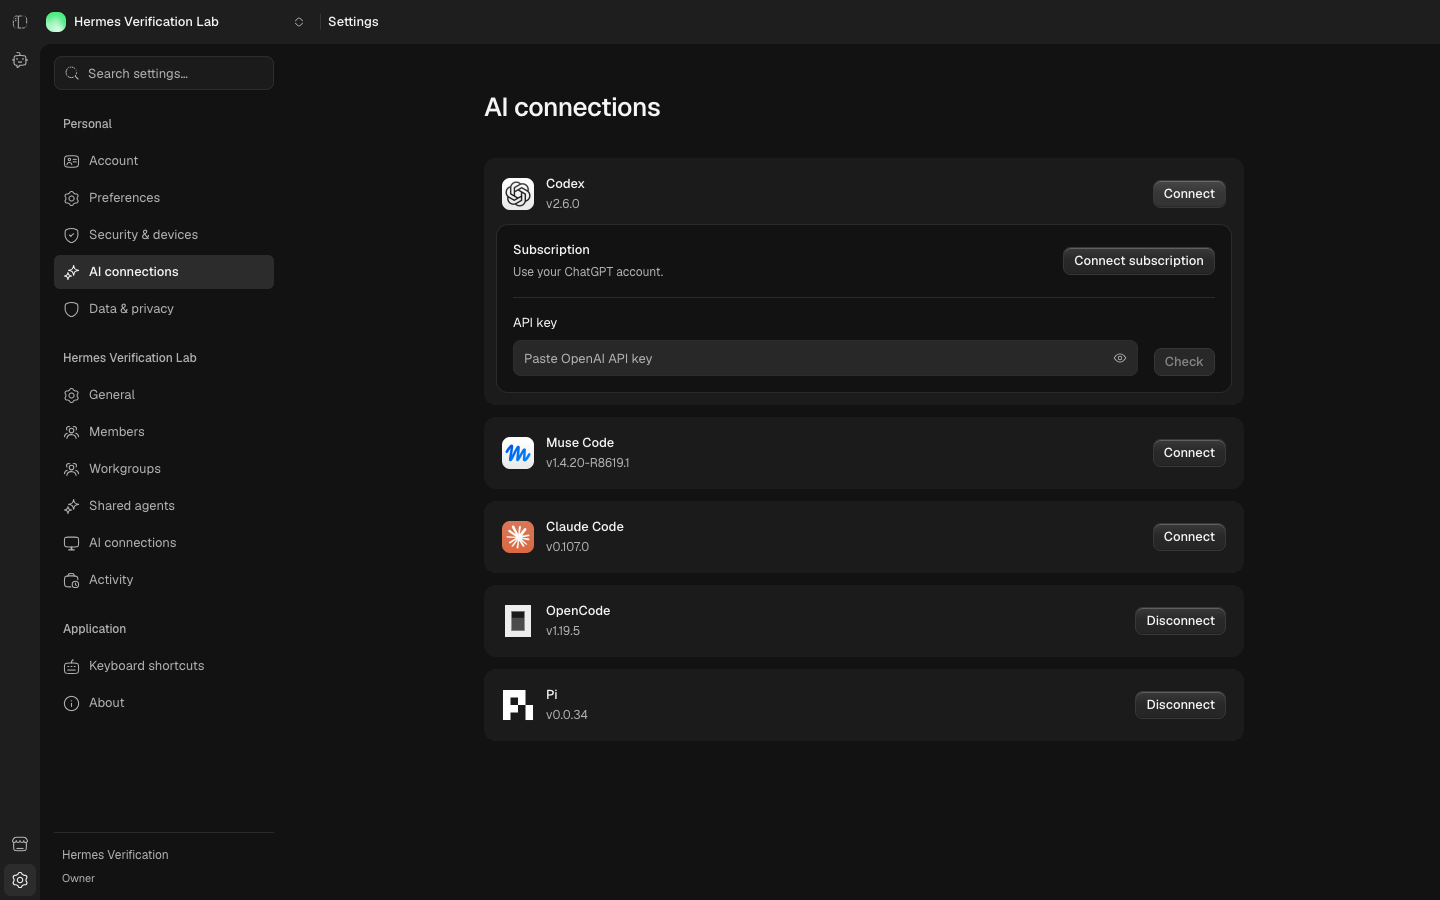 Hermes Verification Lab
Settings
Search settings...
Personal
Account
Preferences
Security & devices
AI connections
Data & privacy
Hermes Verification Lab
General
Members
Workgroups
Shared agents
AI connections
Activity
Application
Keyboard shortcuts
About
Hermes Verification
Owner
AI connections
Codex
v2.6.0
Connect
Subscription
Use your ChatGPT account.
Connect subscription
API key
Paste OpenAI API key
Check
Muse Code
v1.4.20-R8619.1
Connect
Claude Code
v0.107.0
Connect
OpenCode
v1.19.5
Disconnect
Pi
v0.0.34
Disconnect